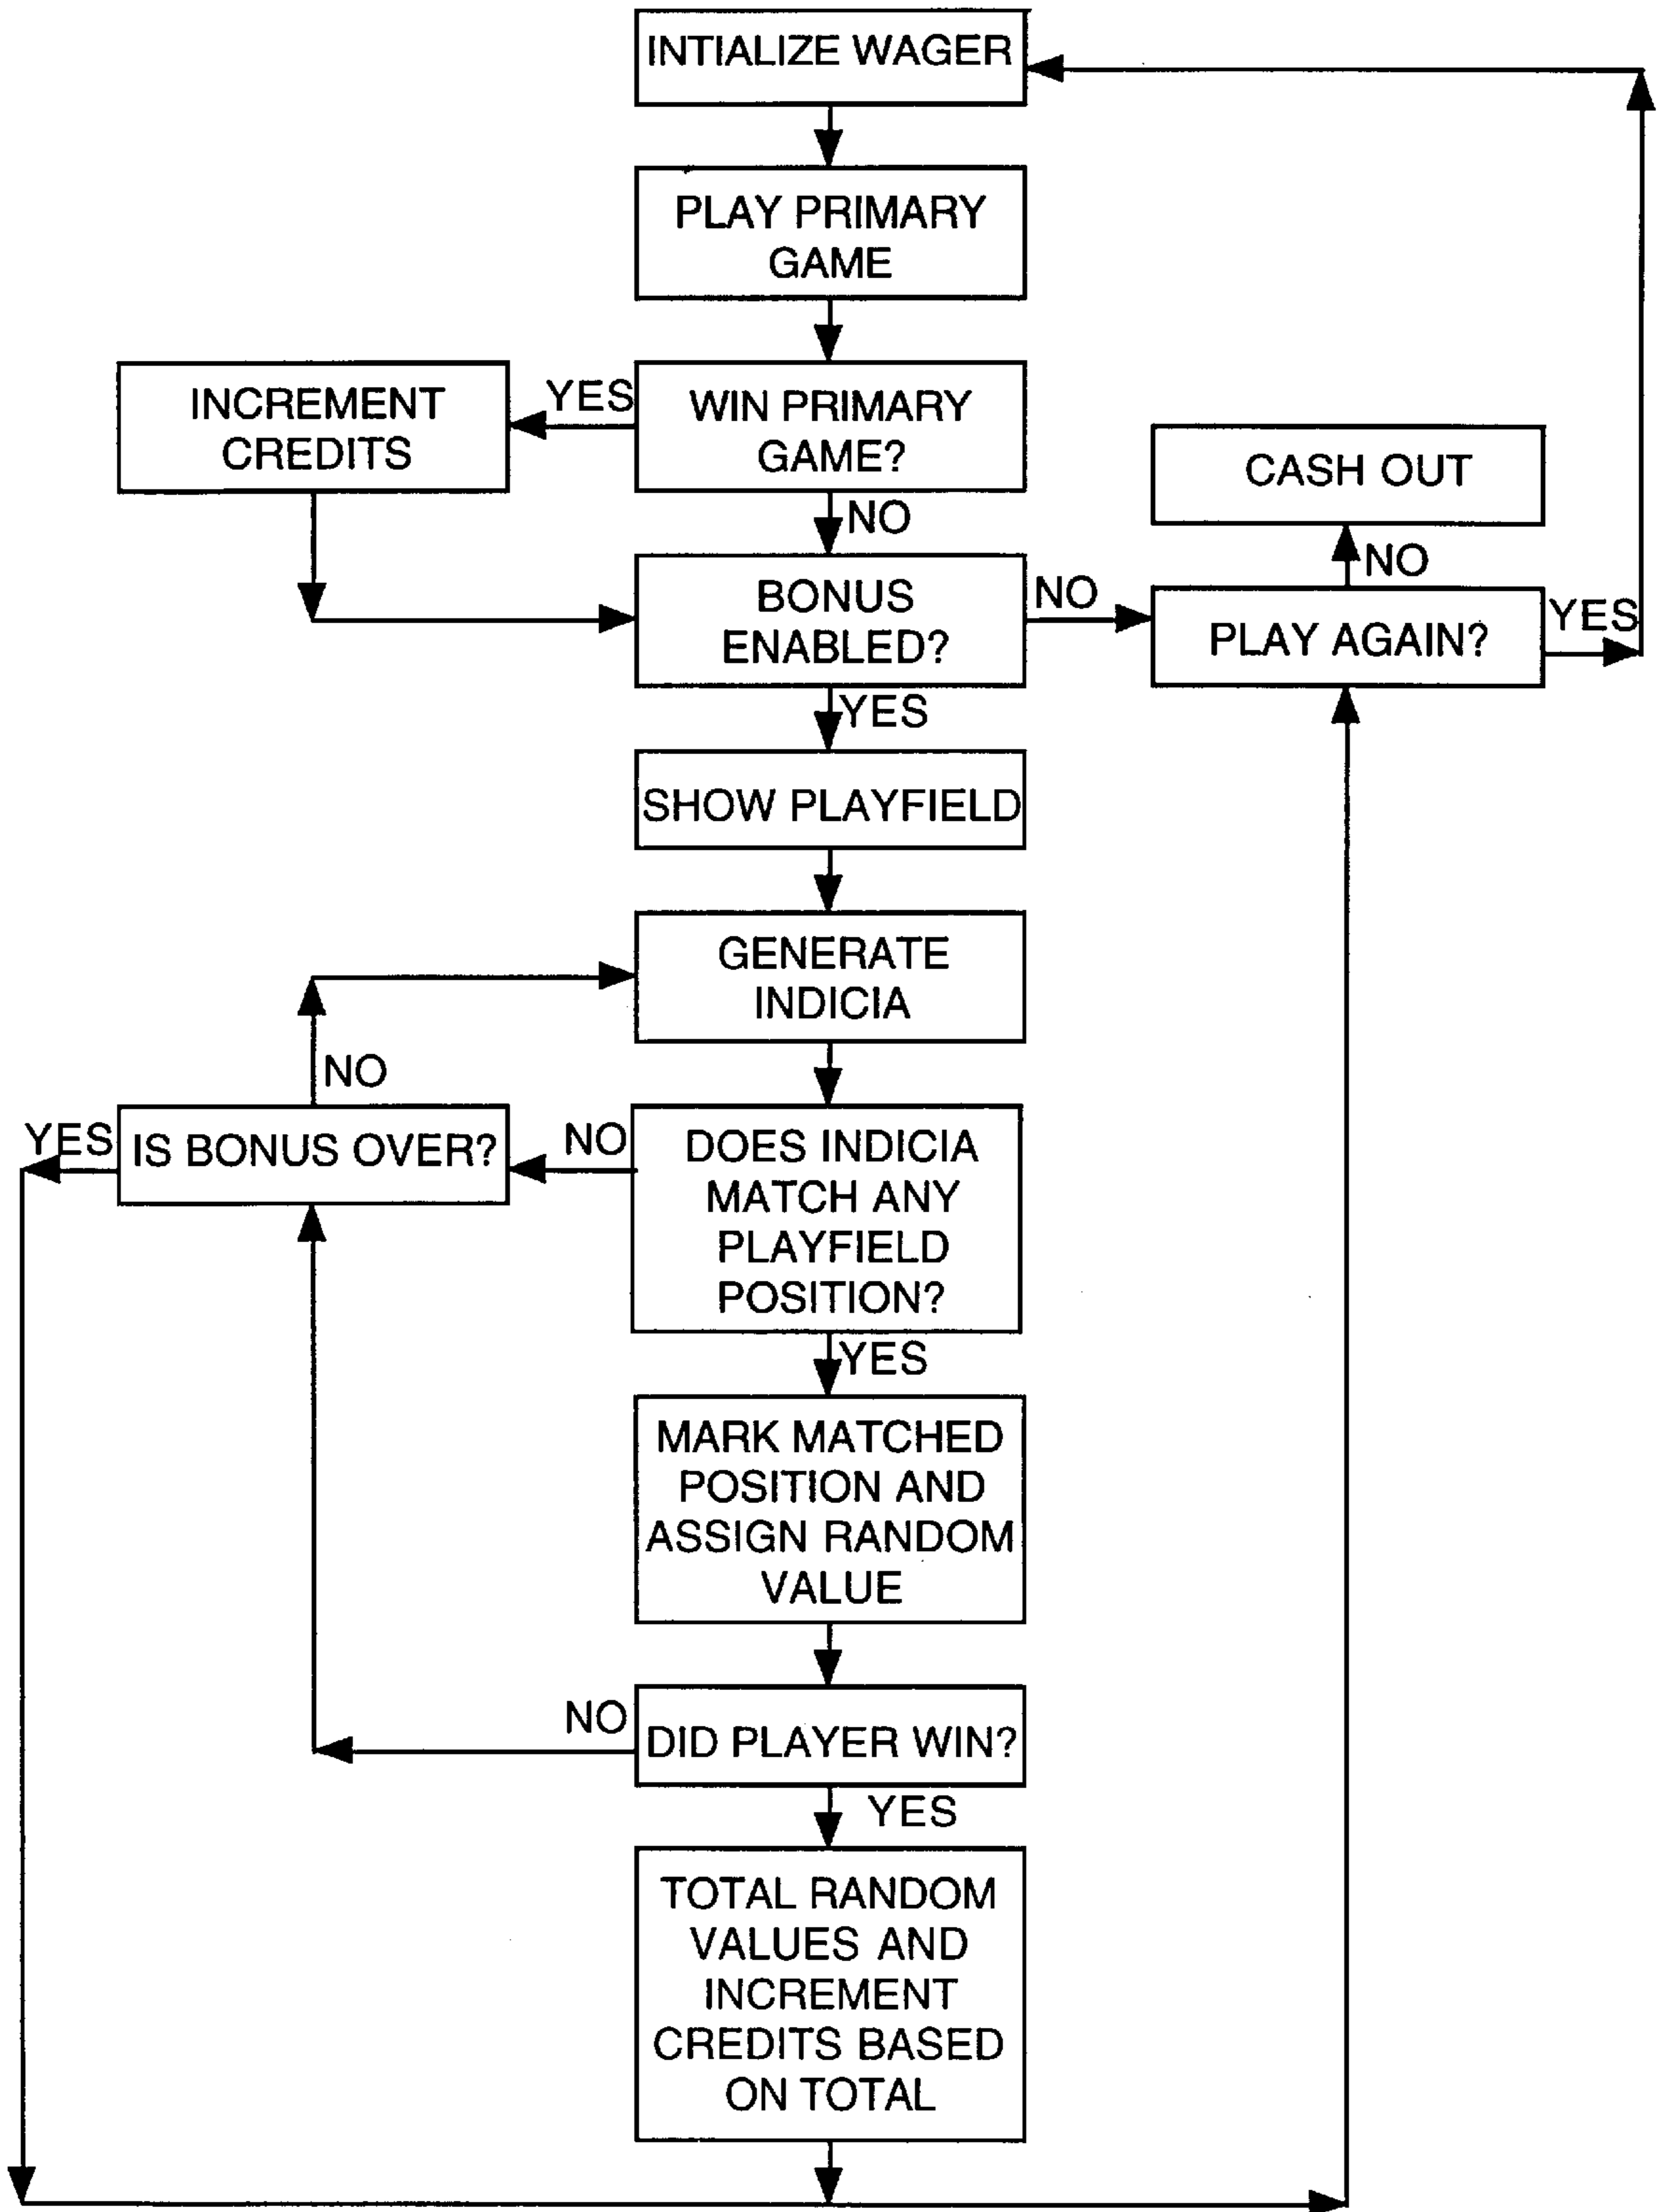 INTIALIZE WAGER
PLAY PRIMARY
GAME
INCREMENT
CREDITS
YES
WIN PRIMARY
GAME?
NO
CASH OUT
NO
BONUS
ENABLED?
NO
PLAY AGAIN?
YES
YES
SHOW PLAYFIELD
GENERATE
INDICIA
NO
YES
IS BONUS OVER?
NO
DOES INDICIA
MATCH ANY
PLAYFIELD
POSITION?
YES
MARK MATCHED
POSITION AND
ASSIGN RANDOM
VALUE
NO
DID PLAYER WIN?
YES
TOTAL RANDOM
VALUES AND
INCREMENT
CREDITS BASED
ON TOTAL